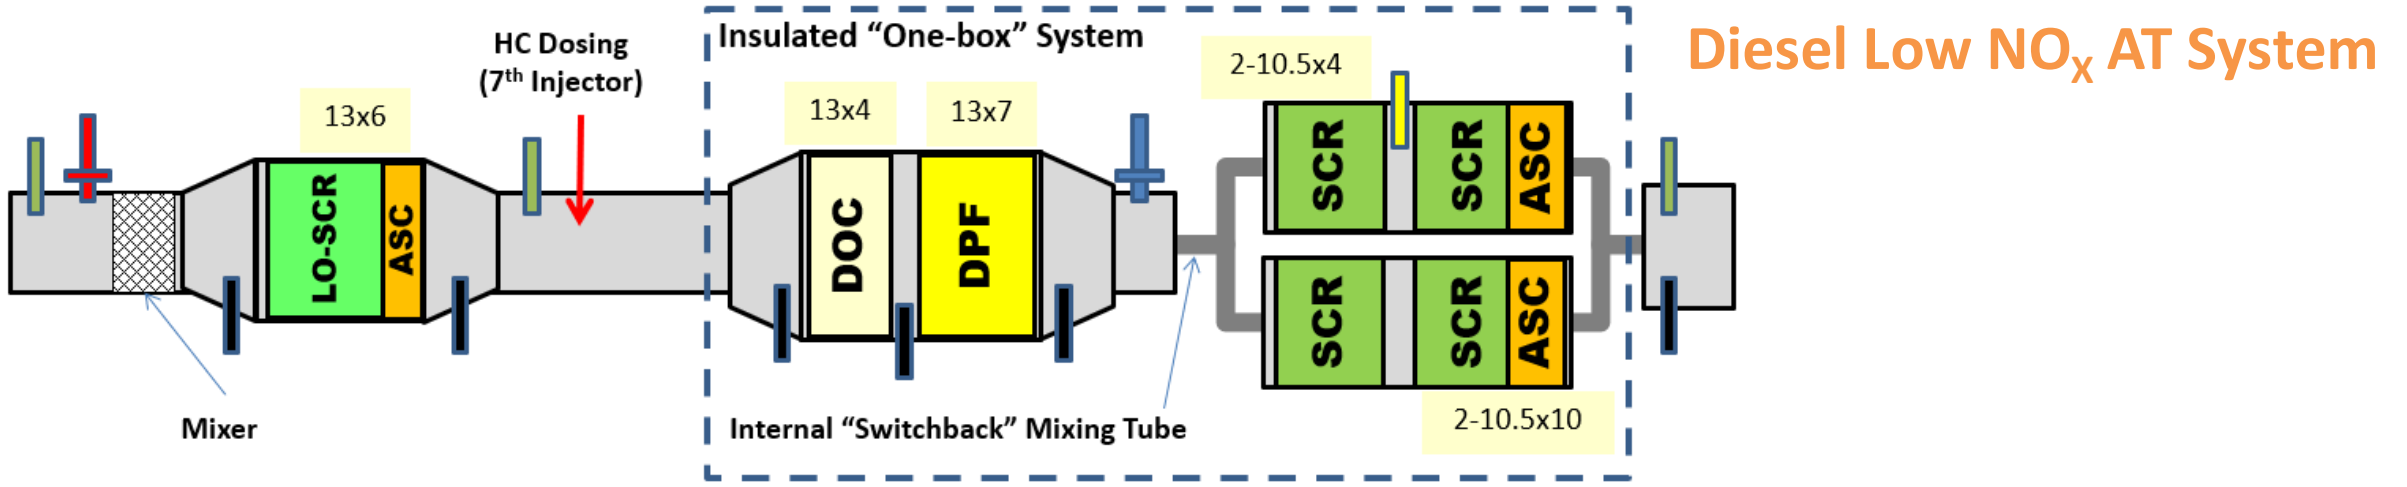 Diesel Low NOX AT System
Insulated “One-box” System
HC Dosing
(7th Injector)
2-10.5x4
13x6
13x4
13x7
LO-SCR
ASC
DOC
DPF
SCR
SCR
ASC
SCR
SCR
ASC
2-10.5x10
Mixer
Internal “Switchback” Mixing Tube